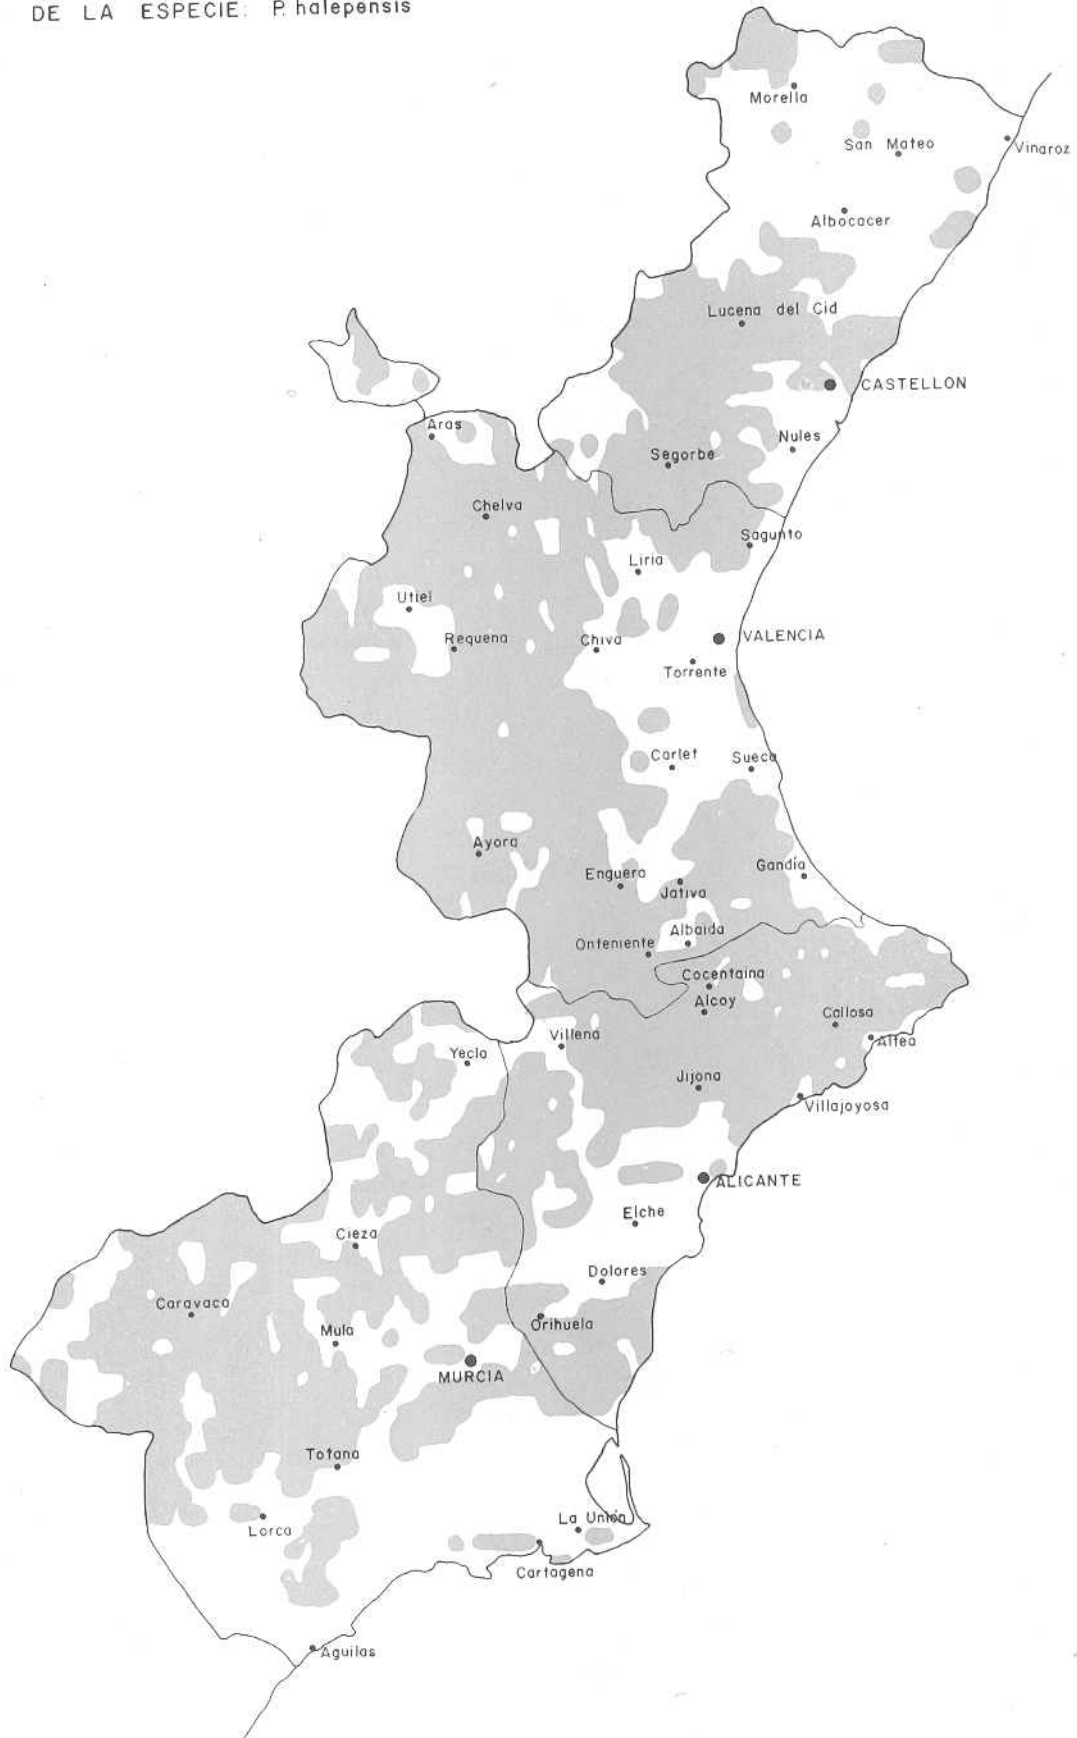 DE LA ESPECIE: P. halepensis
Morella
San Mateo
Vinaroz
Albocacer
Lucena del Cid
CASTELLON
Aras
Nules
Segorbe
Chelva
Sagunto
Liria
Utiel
Requena
Chiva
VALENCIA
Torrente
Carlet
Sueca
Ayora
Enguera
Jativa
Gandía
Albaida
Onteniente
Cocentaina
Alcoy
Callosa
Altea
Villena
Yecla
Jijona
Villajoyosa
ALICANTE
Elche
Cieza
Dolores
Caravaca
Orihuela
Mula
MURCIA
Totana
La Unión
Lorca
Cartagena
Aguilas